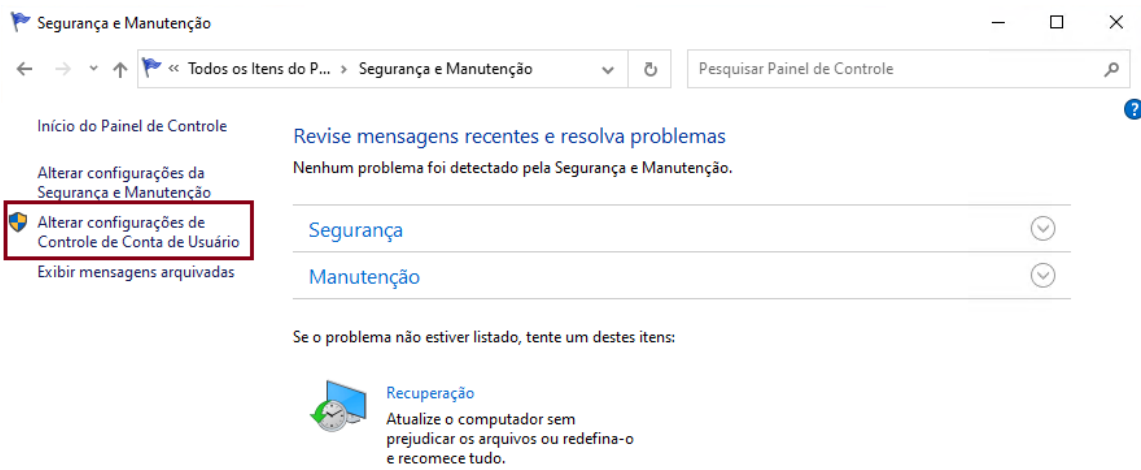 Segurança e Manutenção
« Todos os Itens do P... › Segurança e Manutenção
Pesquisar Painel de Controle
?
Início do Painel de Controle
Alterar configurações da
Segurança e Manutenção
Alterar configurações de
Controle de Conta de Usuário
Exibir mensagens arquivadas
Revise mensagens recentes e resolva problemas
Nenhum problema foi detectado pela Segurança e Manutenção.
Segurança
Manutenção
Se o problema não estiver listado, tente um destes itens:
Recuperação
Atualize o computador sem
prejudicar os arquivos ou redefina-o
e recomece tudo.